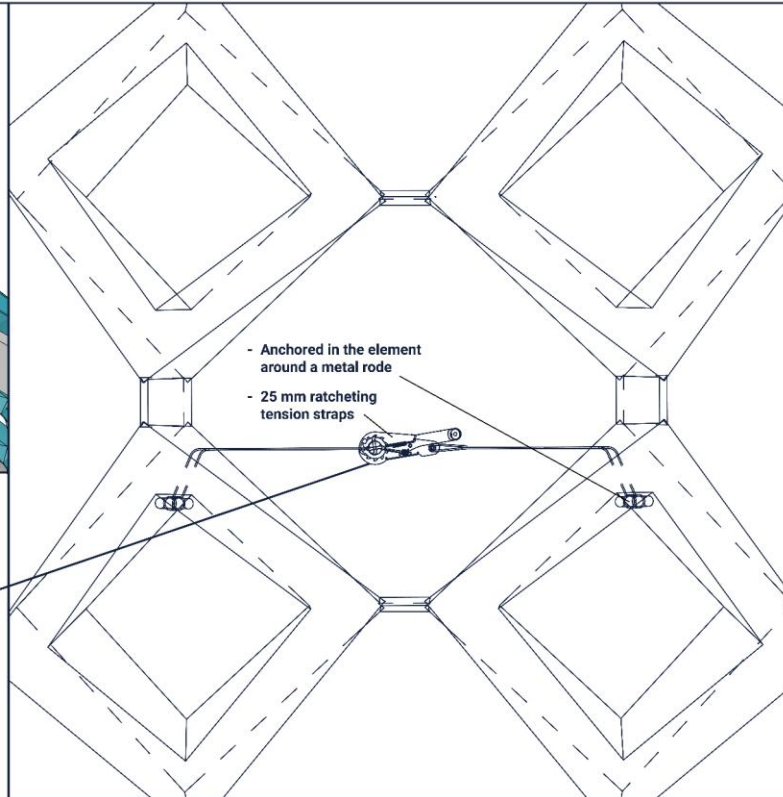 - Anchored in the element
around a metal rode
- 25 mm ratcheting
tension straps